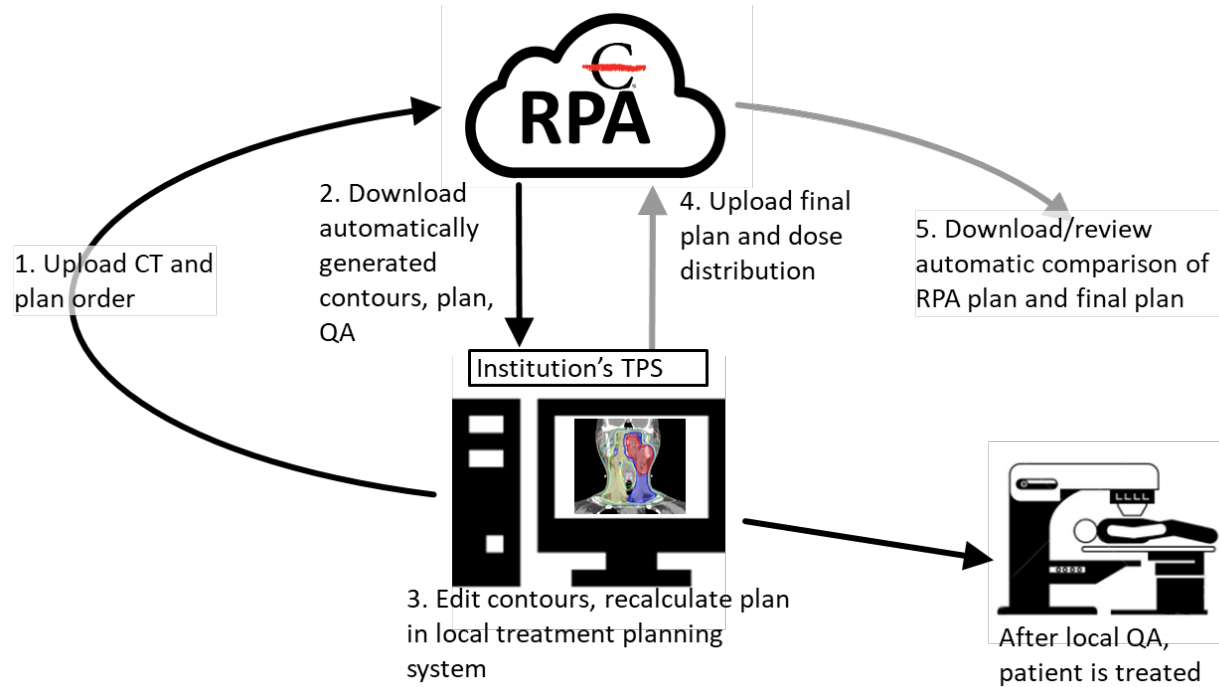 C
RPA
1. Upload CT and
plan order
2. Download
automatically
generated
contours, plan,
QA
4. Upload final
plan and dose
distribution
5. Download/review
automatic comparison of
RPA plan and final plan
Institution’s TPS
3. Edit contours, recalculate plan
in local treatment planning
system
After local QA,
patient is treated